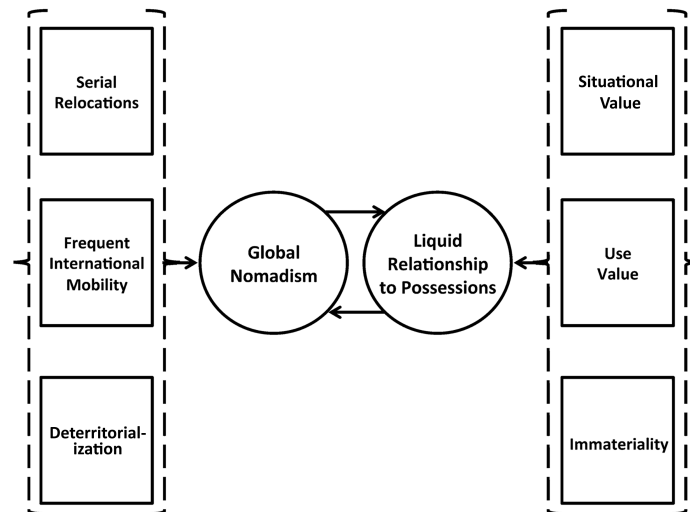 Serial
Relocations
Frequent
International
Mobility
Deterritorial-
ization
Global
Nomadism
Liquid
Relationship
to Possessions
Situational
Value
Use
Value
Immateriality